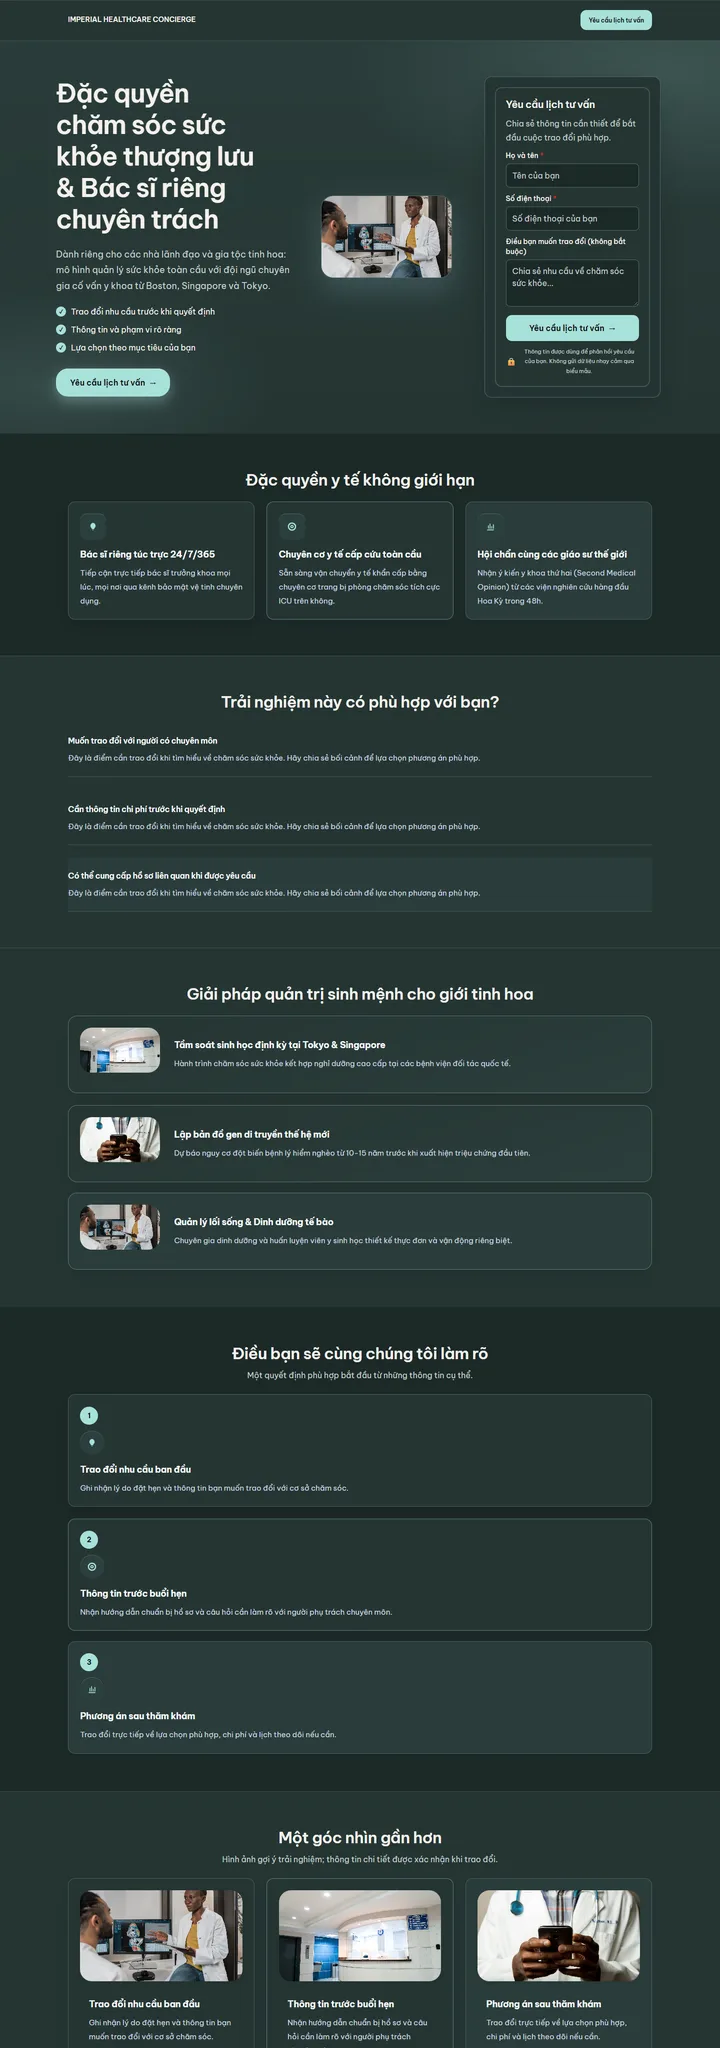 IMPERIAL HEALTHCARE CONCIERGE
Yêu cầu lịch tư vấn
Đặc quyền
chăm sóc sức
khỏe thượng lưu
& Bác sĩ riêng
chuyên trách
Dành riêng cho các nhà lãnh đạo và gia tộc tinh hoa:
mô hình quản lý sức khỏe toàn cầu với đội ngũ chuyên
gia cố vấn y khoa từ Boston, Singapore và Tokyo.
Trao đổi nhu cầu trước khi quyết định
Thông tin và phạm vi rõ ràng
Lựa chọn theo mục tiêu của bạn
Yêu cầu lịch tư vấn →
Yêu cầu lịch tư vấn
Chia sẻ thông tin cần thiết để bắt
đầu cuộc trao đổi phù hợp.
Họ và tên *
Tên của bạn
Số điện thoại *
Số điện thoại của bạn
Điều bạn muốn trao đổi (không bắt
buộc)
Chia sẻ nhu cầu về chăm sóc
sức khỏe...
Yêu cầu lịch tư vấn →
Thông tin được dùng để phản hồi yêu cầu
của bạn. Không gửi dữ liệu nhạy cảm qua
biểu mẫu.
Đặc quyền y tế không giới hạn
Bác sĩ riêng túc trực 24/7/365
Tiếp cận trực tiếp bác sĩ trưởng khoa mọi
lúc, mọi nơi qua kênh bảo mật vệ tinh chuyên
dụng.
Chuyên cơ y tế cấp cứu toàn cầu
Sẵn sàng vận chuyển y tế khẩn cấp bằng
chuyên cơ trang bị phòng chăm sóc tích cực
ICU trên không.
Hội chẩn cùng các giáo sư thế giới
Nhận ý kiến y khoa thứ hai (Second Medical
Opinion) từ các viện nghiên cứu hàng đầu
Hoa Kỳ trong 48h.
Trải nghiệm này có phù hợp với bạn?
Muốn trao đổi với người có chuyên môn
Đây là điểm cần trao đổi khi tìm hiểu về chăm sóc sức khỏe. Hãy chia sẻ bối cảnh để lựa chọn phương án phù hợp.
Cần thông tin chi phí trước khi quyết định
Đây là điểm cần trao đổi khi tìm hiểu về chăm sóc sức khỏe. Hãy chia sẻ bối cảnh để lựa chọn phương án phù hợp.
Có thể cung cấp hồ sơ liên quan khi được yêu cầu
Đây là điểm cần trao đổi khi tìm hiểu về chăm sóc sức khỏe. Hãy chia sẻ bối cảnh để lựa chọn phương án phù hợp.
Giải pháp quản trị sinh mệnh cho giới tinh hoa
Tầm soát sinh học định kỳ tại Tokyo & Singapore
Hành trình chăm sóc sức khỏe kết hợp nghỉ dưỡng cao cấp tại các bệnh viện đối tác quốc tế.
Lập bản đồ gen di truyền thế hệ mới
Dự báo nguy cơ đột biến bệnh lý hiểm nghèo từ 10-15 năm trước khi xuất hiện triệu chứng đầu tiên.
Quản lý lối sống & Dinh dưỡng tế bào
Chuyên gia dinh dưỡng và huấn luyện viên y sinh học thiết kế thực đơn và vận động riêng biệt.
Điều bạn sẽ cùng chúng tôi làm rõ
Một quyết định phù hợp bắt đầu từ những thông tin cụ thể.
1
Trao đổi nhu cầu ban đầu
Ghi nhận lý do đặt hẹn và thông tin bạn muốn trao đổi với cơ sở chăm sóc.
2
Thông tin trước buổi hẹn
Nhận hướng dẫn chuẩn bị hồ sơ và câu hỏi cần làm rõ với người phụ trách chuyên môn.
3
Phương án sau thăm khám
Trao đổi trực tiếp về lựa chọn phù hợp, chi phí và lịch theo dõi nếu cần.
Một góc nhìn gần hơn
Hình ảnh gợi ý trải nghiệm; thông tin chi tiết được xác nhận khi trao đổi.
Trao đổi nhu cầu ban đầu
Ghi nhận lý do đặt hẹn và thông tin bạn
muốn trao đổi với cơ sở chăm sóc.
Thông tin trước buổi hẹn
Nhận hướng dẫn chuẩn bị hồ sơ và câu
hỏi cần làm rõ với người phụ trách
Phương án sau thăm khám
Trao đổi trực tiếp về lựa chọn phù hợp,
chi phí và lịch theo dõi nếu cần.